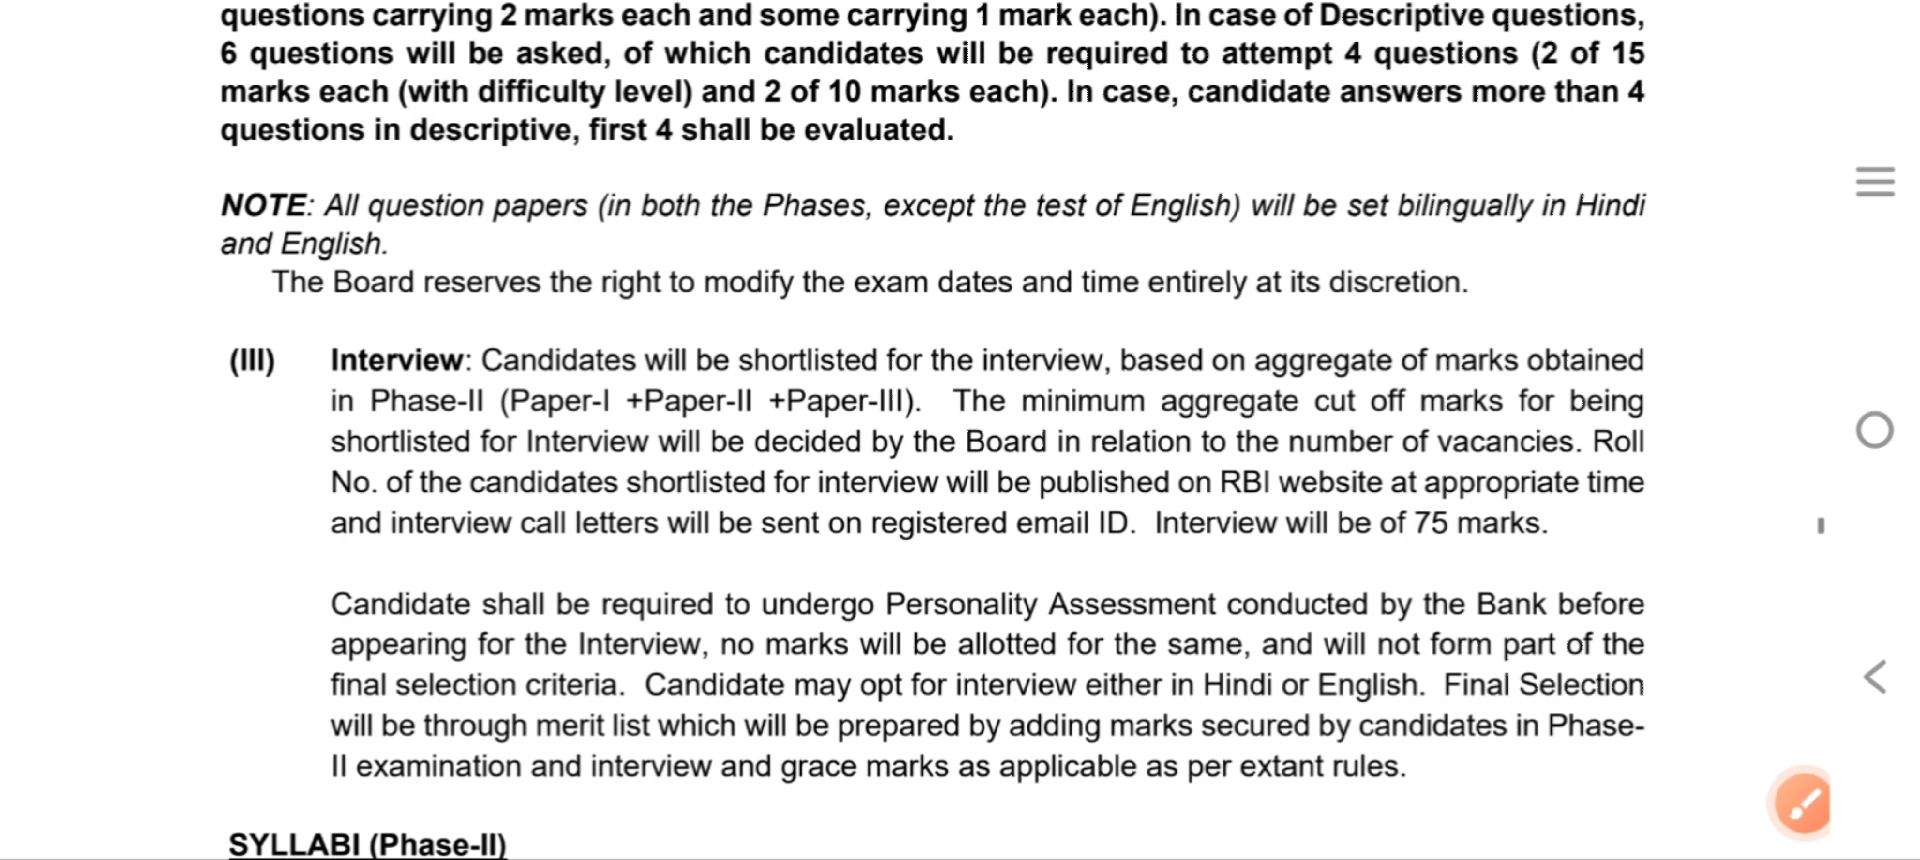 questions carrying 2 marks each and some carrying 1 mark each). In case of Descriptive questions,
6 questions will be asked, of which candidates will be required to attempt 4 questions (2 of 15
marks each (with difficulty level) and 2 of 10 marks each). In case, candidate answers more than 4
questions in descriptive, first 4 shall be evaluated.
NOTE: All question papers (in both the Phases, except the test of English) will be set bilingually in Hindi
and English.
The Board reserves the right to modify the exam dates and time entirely at its discretion.
(III) Interview: Candidates will be shortlisted for the interview, based on aggregate of marks obtained
in Phase-II (Paper-I +Paper-II +Paper-III). The minimum aggregate cut off marks for being
shortlisted for Interview will be decided by the Board in relation to the number of vacancies. Roll
No. of the candidates shortlisted for interview will be published on RBI website at appropriate time
and interview call letters will be sent on registered email ID. Interview will be of 75 marks.
Candidate shall be required to undergo Personality Assessment conducted by the Bank before
appearing for the Interview, no marks will be allotted for the same, and will not form part of the
final selection criteria. Candidate may opt for interview either in Hindi or English. Final Selection
will be through merit list which will be prepared by adding marks secured by candidates in Phase-
II examination and interview and grace marks as applicable as per extant rules.
SYLLABI (Phase-II)